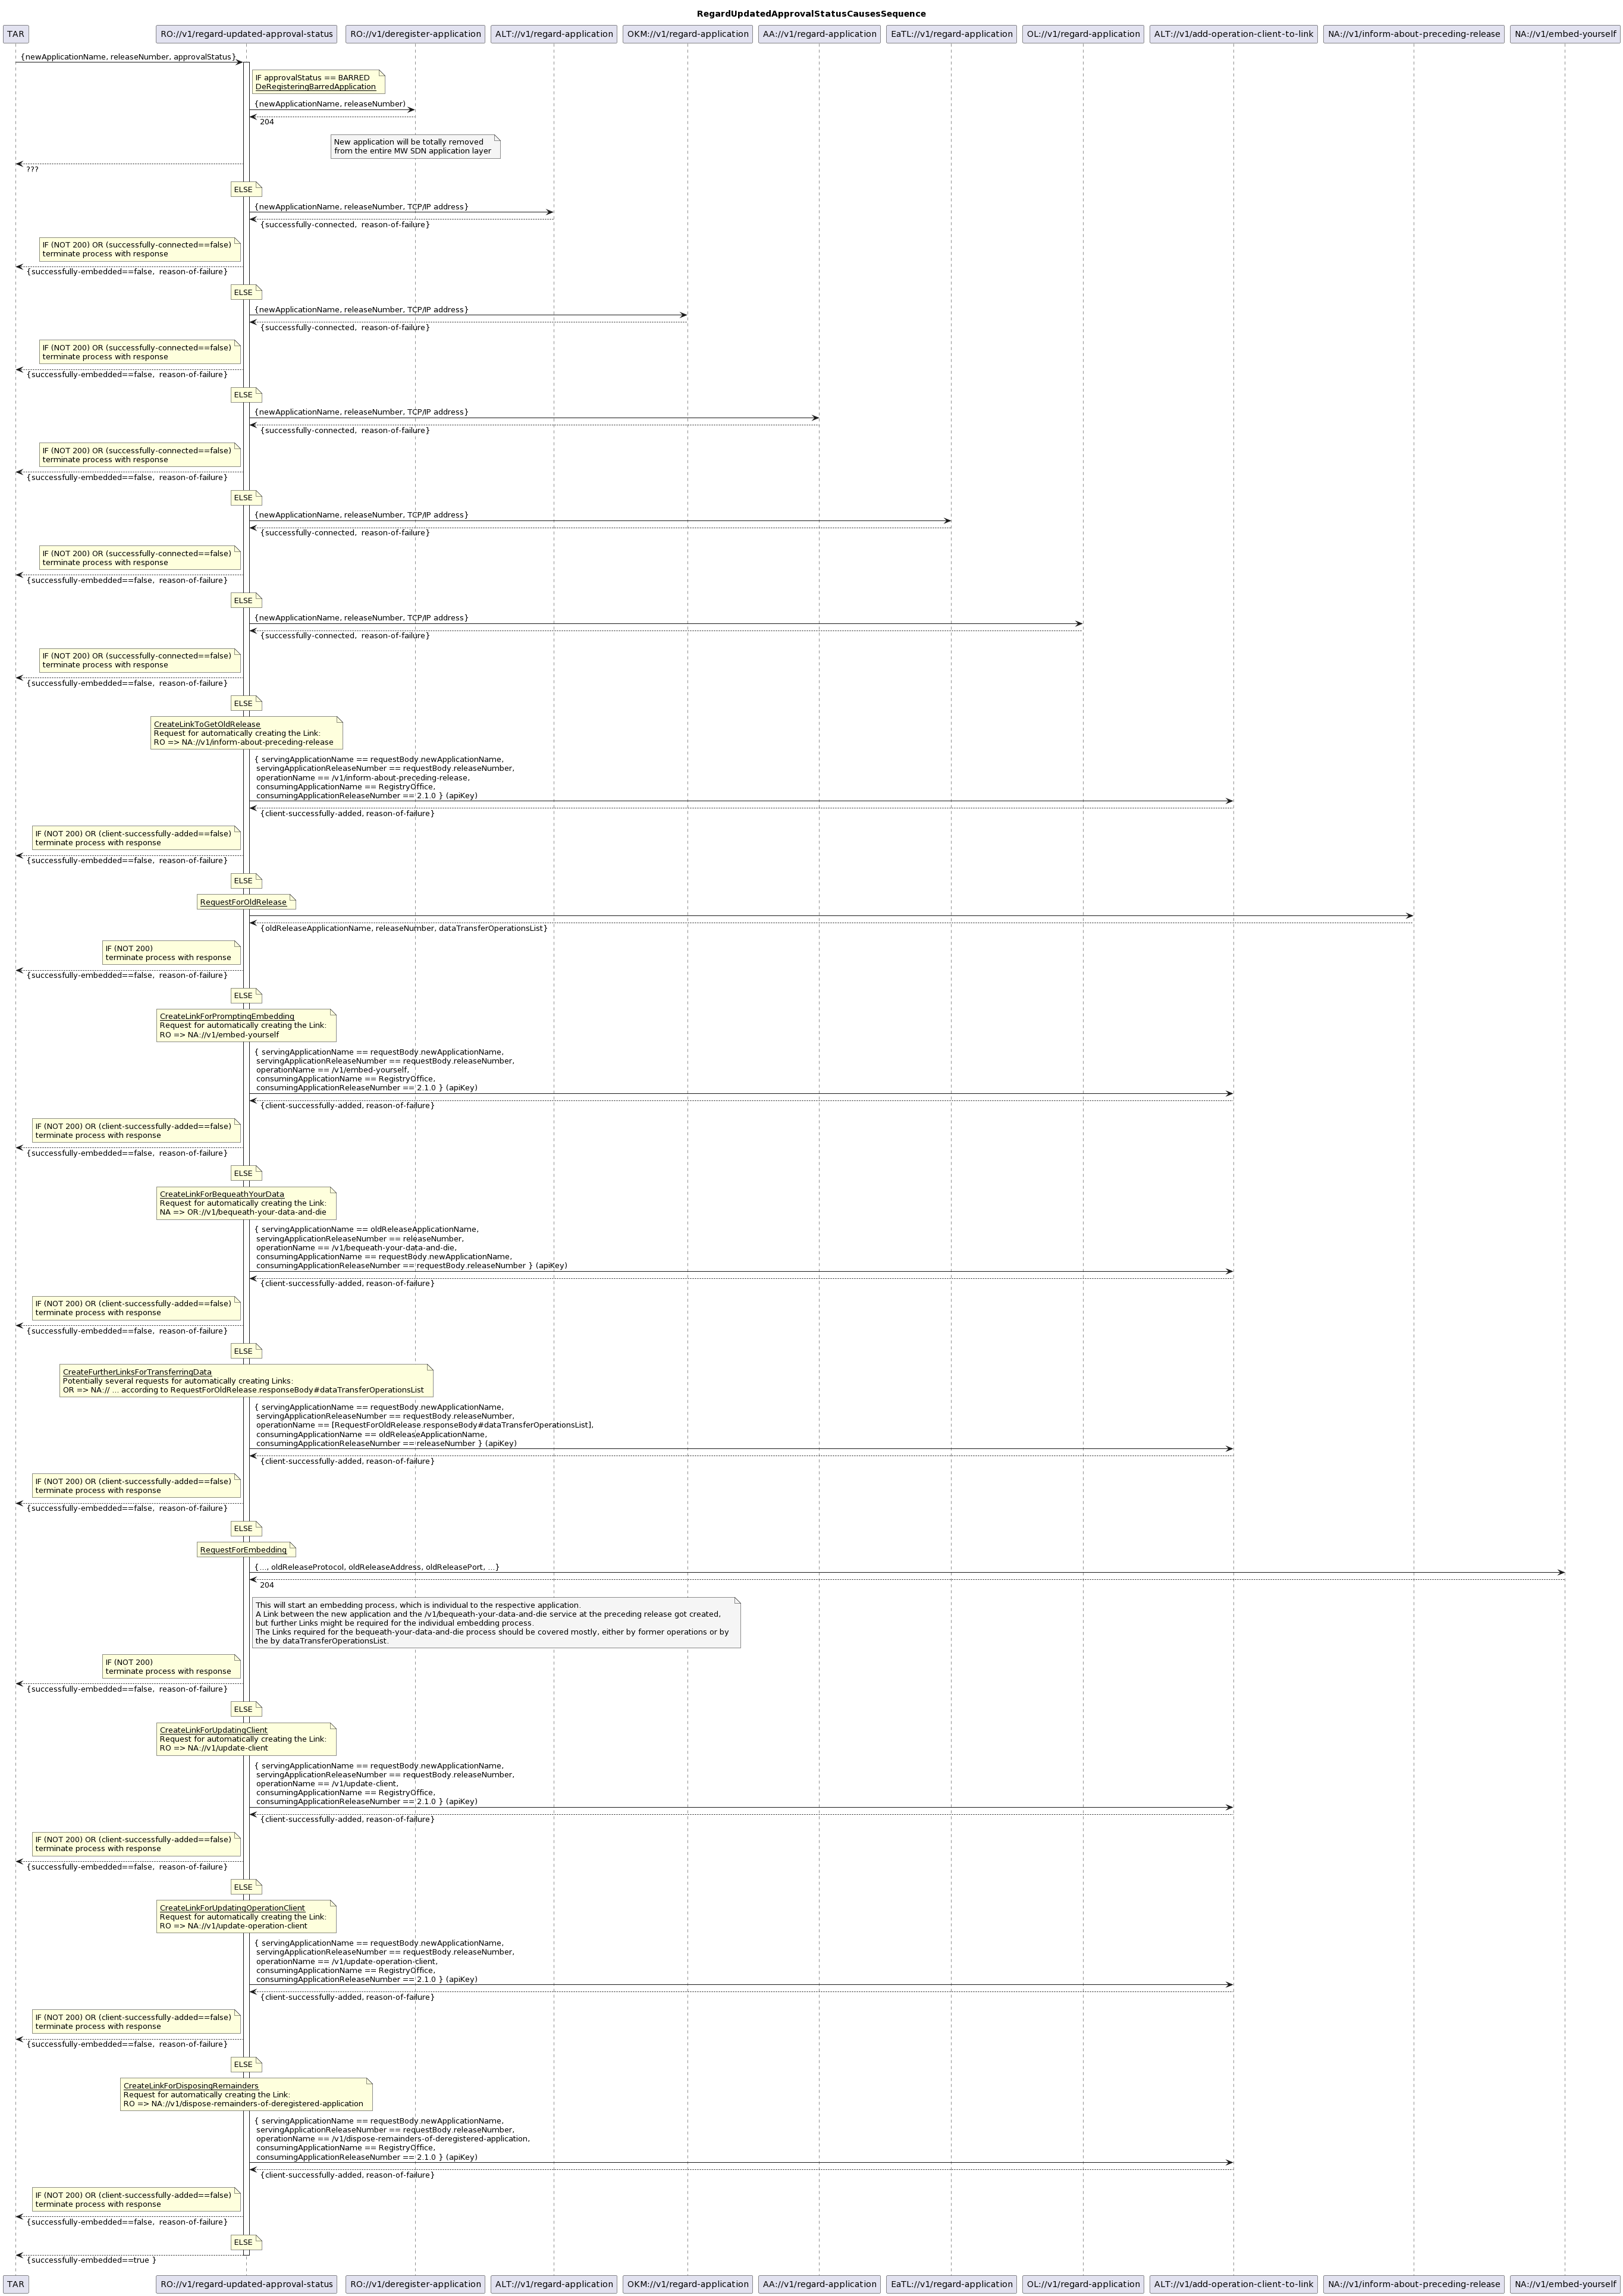 RegardUpdatedApprovalStatusCausesSequence
TAR
RO://v1/regard-updated-approval-status
RO://v1/deregister-application
ALT://v1/regard-application
OKM://v1/regard-application
AA://v1/regard-application
EaTL://v1/regard-application
OL://v1/regard-application
ALT://v1/add-operation-client-to-link
NA://v1/inform-about-preceding-release
NA://v1/embed-yourself
{newApplicationName, releaseNumber, approvalStatus}
IF approvalStatus == BARRED
DeRegisteringBarredApplication
{newApplicationName, releaseNumber)
204
New application will be totally removed
from the entire MW SDN application layer
???
ELSE
{newApplicationName, releaseNumber, TCP/IP address}
{successfully-connected, reason-of-failure}
IF (NOT 200) OR (successfully-connected==false)
terminate process with response
{successfully-embedded==false, reason-of-failure}
ELSE
{newApplicationName, releaseNumber, TCP/IP address}
{successfully-connected, reason-of-failure}
IF (NOT 200) OR (successfully-connected==false)
terminate process with response
{successfully-embedded==false, reason-of-failure}
ELSE
{newApplicationName, releaseNumber, TCP/IP address}
{successfully-connected, reason-of-failure}
IF (NOT 200) OR (successfully-connected==false)
terminate process with response
{successfully-embedded==false, reason-of-failure}
ELSE
{newApplicationName, releaseNumber, TCP/IP address}
{successfully-connected, reason-of-failure}
IF (NOT 200) OR (successfully-connected==false)
terminate process with response
{successfully-embedded==false, reason-of-failure}
ELSE
{newApplicationName, releaseNumber, TCP/IP address}
{successfully-connected, reason-of-failure}
IF (NOT 200) OR (successfully-connected==false)
terminate process with response
{successfully-embedded==false, reason-of-failure}
ELSE
CreateLinkToGetOldRelease
Request for automatically creating the Link:
RO => NA://v1/inform-about-preceding-release
{ servingApplicationName == requestBody.newApplicationName,
servingApplicationReleaseNumber == requestBody.releaseNumber,
operationName == /v1/inform-about-preceding-release,
consumingApplicationName == RegistryOffice,
consumingApplicationReleaseNumber == 2.1.0 } (apiKey)
{client-successfully-added, reason-of-failure}
IF (NOT 200) OR (client-successfully-added==false)
terminate process with response
{successfully-embedded==false, reason-of-failure}
ELSE
RequestForOldRelease
{oldReleaseApplicationName, releaseNumber, dataTransferOperationsList}
IF (NOT 200)
terminate process with response
{successfully-embedded==false, reason-of-failure}
ELSE
CreateLinkForPromptingEmbedding
Request for automatically creating the Link:
RO => NA://v1/embed-yourself
{ servingApplicationName == requestBody.newApplicationName,
servingApplicationReleaseNumber == requestBody.releaseNumber,
operationName == /v1/embed-yourself,
consumingApplicationName == RegistryOffice,
consumingApplicationReleaseNumber == 2.1.0 } (apiKey)
{client-successfully-added, reason-of-failure}
IF (NOT 200) OR (client-successfully-added==false)
terminate process with response
{successfully-embedded==false, reason-of-failure}
ELSE
CreateLinkForBequeathYourData
Request for automatically creating the Link:
NA => OR://v1/bequeath-your-data-and-die
{ servingApplicationName == oldReleaseApplicationName,
servingApplicationReleaseNumber == releaseNumber,
operationName == /v1/bequeath-your-data-and-die,
consumingApplicationName == requestBody.newApplicationName,
consumingApplicationReleaseNumber == requestBody.releaseNumber } (apiKey)
{client-successfully-added, reason-of-failure}
IF (NOT 200) OR (client-successfully-added==false)
terminate process with response
{successfully-embedded==false, reason-of-failure}
ELSE
CreateFurtherLinksForTransferringData
Potentially several requests for automatically creating Links:
OR => NA:// ... according to RequestForOldRelease.responseBody#dataTransferOperationsList
{ servingApplicationName == requestBody.newApplicationName,
servingApplicationReleaseNumber == requestBody.releaseNumber,
operationName == [RequestForOldRelease.responseBody#dataTransferOperationsList],
consumingApplicationName == oldReleaseApplicationName,
consumingApplicationReleaseNumber == releaseNumber } (apiKey)
{client-successfully-added, reason-of-failure}
IF (NOT 200) OR (client-successfully-added==false)
terminate process with response
{successfully-embedded==false, reason-of-failure}
ELSE
RequestForEmbedding
{..., oldReleaseProtocol, oldReleaseAddress, oldReleasePort, ...}
204
This will start an embedding process, which is individual to the respective application.
A Link between the new application and the /v1/bequeath-your-data-and-die service at the preceding release got created,
but further Links might be required for the individual embedding process.
The Links required for the bequeath-your-data-and-die process should be covered mostly, either by former operations or by
the by dataTransferOperationsList.
IF (NOT 200)
terminate process with response
{successfully-embedded==false, reason-of-failure}
ELSE
CreateLinkForUpdatingClient
Request for automatically creating the Link:
RO => NA://v1/update-client
{ servingApplicationName == requestBody.newApplicationName,
servingApplicationReleaseNumber == requestBody.releaseNumber,
operationName == /v1/update-client,
consumingApplicationName == RegistryOffice,
consumingApplicationReleaseNumber == 2.1.0 } (apiKey)
{client-successfully-added, reason-of-failure}
IF (NOT 200) OR (client-successfully-added==false)
terminate process with response
{successfully-embedded==false, reason-of-failure}
ELSE
CreateLinkForUpdatingOperationClient
Request for automatically creating the Link:
RO => NA://v1/update-operation-client
{ servingApplicationName == requestBody.newApplicationName,
servingApplicationReleaseNumber == requestBody.releaseNumber,
operationName == /v1/update-operation-client,
consumingApplicationName == RegistryOffice,
consumingApplicationReleaseNumber == 2.1.0 } (apiKey)
{client-successfully-added, reason-of-failure}
IF (NOT 200) OR (client-successfully-added==false)
terminate process with response
{successfully-embedded==false, reason-of-failure}
ELSE
CreateLinkForDisposingRemainders
Request for automatically creating the Link:
RO => NA://v1/dispose-remainders-of-deregistered-application
{ servingApplicationName == requestBody.newApplicationName,
servingApplicationReleaseNumber == requestBody.releaseNumber,
operationName == /v1/dispose-remainders-of-deregistered-application,
consumingApplicationName == RegistryOffice,
consumingApplicationReleaseNumber == 2.1.0 } (apiKey)
{client-successfully-added, reason-of-failure}
IF (NOT 200) OR (client-successfully-added==false)
terminate process with response
{successfully-embedded==false, reason-of-failure}
ELSE
{successfully-embedded==true }
TAR
RO://v1/regard-updated-approval-status
RO://v1/deregister-application
ALT://v1/regard-application
OKM://v1/regard-application
AA://v1/regard-application
EaTL://v1/regard-application
OL://v1/regard-application
ALT://v1/add-operation-client-to-link
NA://v1/inform-about-preceding-release
NA://v1/embed-yourself